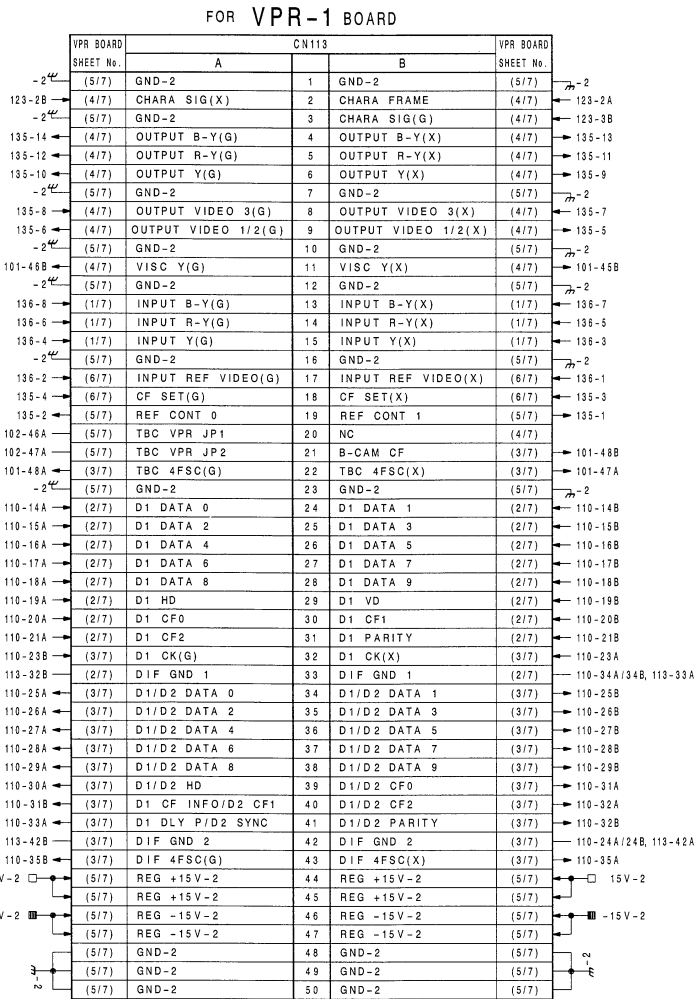 FOR VPR-1 BOARD
VPR BOARD CN113 VPR BOARD
SHEET No. A B SHEET No.
-2 (5/7) GND-2 1 GND-2 (5/7) -2
123-2B (4/7) CHARA SIG(X) 2 CHARA FRAME (4/7) 123-2A
-2 (5/7) GND-2 3 CHARA SIG(G) (4/7) 123-3B
135-14 (4/7) OUTPUT B-Y(G) 4 OUTPUT B-Y(X) (4/7) 135-13
135-12 (4/7) OUTPUT R-Y(G) 5 OUTPUT R-Y(X) (4/7) 135-11
135-10 (4/7) OUTPUT Y(G) 6 OUTPUT Y(X) (4/7) 135-9
-2 (5/7) GND-2 7 GND-2 (5/7) -2
135-8 (4/7) OUTPUT VIDEO 3(G) 8 OUTPUT VIDEO 3(X) (4/7) 135-7
135-6 (4/7) OUTPUT VIDEO 1/2(G) 9 OUTPUT VIDEO 1/2(X) (4/7) 135-5
-2 (5/7) GND-2 10 GND-2 (5/7) -2
101-46B (4/7) VISC Y(G) 11 VISC Y(X) (4/7) 101-45B
-2 (5/7) GND-2 12 GND-2 (5/7) -2
136-8 (1/7) INPUT B-Y(G) 13 INPUT B-Y(X) (1/7) 136-7
136-6 (1/7) INPUT R-Y(G) 14 INPUT R-Y(X) (1/7) 136-5
136-4 (1/7) INPUT Y(G) 15 INPUT Y(X) (1/7) 136-3
-2 (5/7) GND-2 16 GND-2 (5/7) -2
136-2 (6/7) INPUT REF VIDEO(G) 17 INPUT REF VIDEO(X) (6/7) 136-1
135-4 (6/7) CF SET(G) 18 CF SET(X) (6/7) 135-3
135-2 (5/7) REF CONT 0 19 REF CONT 1 (5/7) 135-1
102-46A (5/7) TBC VPR JP1 20 NC (4/7)
102-47A (5/7) TBC VPR JP2 21 B-CAM CF (3/7) 101-48B
101-48A (3/7) TBC 4FSC(G) 22 TBC 4FSC(X) (3/7) 101-47A
-2 (5/7) GND-2 23 GND-2 (5/7) -2
110-14A (2/7) D1 DATA 0 24 D1 DATA 1 (2/7) 110-14B
110-15A (2/7) D1 DATA 2 25 D1 DATA 3 (2/7) 110-15B
110-16A (2/7) D1 DATA 4 26 D1 DATA 5 (2/7) 110-16B
110-17A (2/7) D1 DATA 6 27 D1 DATA 7 (2/7) 110-17B
110-18A (2/7) D1 DATA 8 28 D1 DATA 9 (2/7) 110-18B
110-19A (2/7) D1 HD 29 D1 VD (2/7) 110-19B
110-20A (2/7) D1 CF0 30 D1 CF1 (2/7) 110-20B
110-21A (2/7) D1 CF2 31 D1 PARITY (2/7) 110-21B
110-23B (3/7) D1 CK(G) 32 D1 CK(X) (3/7) 110-23A
113-32B (2/7) DIF GND 1 33 DIF GND 1 (2/7) 110-34A/34B, 113-33A
110-25A (3/7) D1/D2 DATA 0 34 D1/D2 DATA 1 (3/7) 110-25B
110-26A (3/7) D1/D2 DATA 2 35 D1/D2 DATA 3 (3/7) 110-26B
110-27A (3/7) D1/D2 DATA 4 36 D1/D2 DATA 5 (3/7) 110-27B
110-28A (3/7) D1/D2 DATA 6 37 D1/D2 DATA 7 (3/7) 110-28B
110-29A (3/7) D1/D2 DATA 8 38 D1/D2 DATA 9 (3/7) 110-29B
110-30A (3/7) D1/D2 HD 39 D1/D2 CF0 (3/7) 110-31A
110-31B (3/7) D1 CF INFO/D2 CF1 40 D1/D2 CF2 (3/7) 110-32A
110-33A (3/7) D1 DLY P/D2 SYNC 41 D1/D2 PARITY (3/7) 110-32B
113-42B (3/7) DIF GND 2 42 DIF GND 2 (3/7) 110-24A/24B, 113-42A
110-35B (3/7) DIF 4FSC(G) 43 DIF 4FSC(X) (3/7) 110-35A
V-2 (5/7) REG +15V-2 44 REG +15V-2 (5/7) 15V-2
(5/7) REG +15V-2 45 REG +15V-2 (5/7)
V-2 (5/7) REG -15V-2 46 REG -15V-2 (5/7) -15V-2
(5/7) REG -15V-2 47 REG -15V-2 (5/7)
(5/7) GND-2 48 GND-2 (5/7) -2
(5/7) GND-2 49 GND-2 (5/7)
-2 (5/7) GND-2 50 GND-2 (5/7)